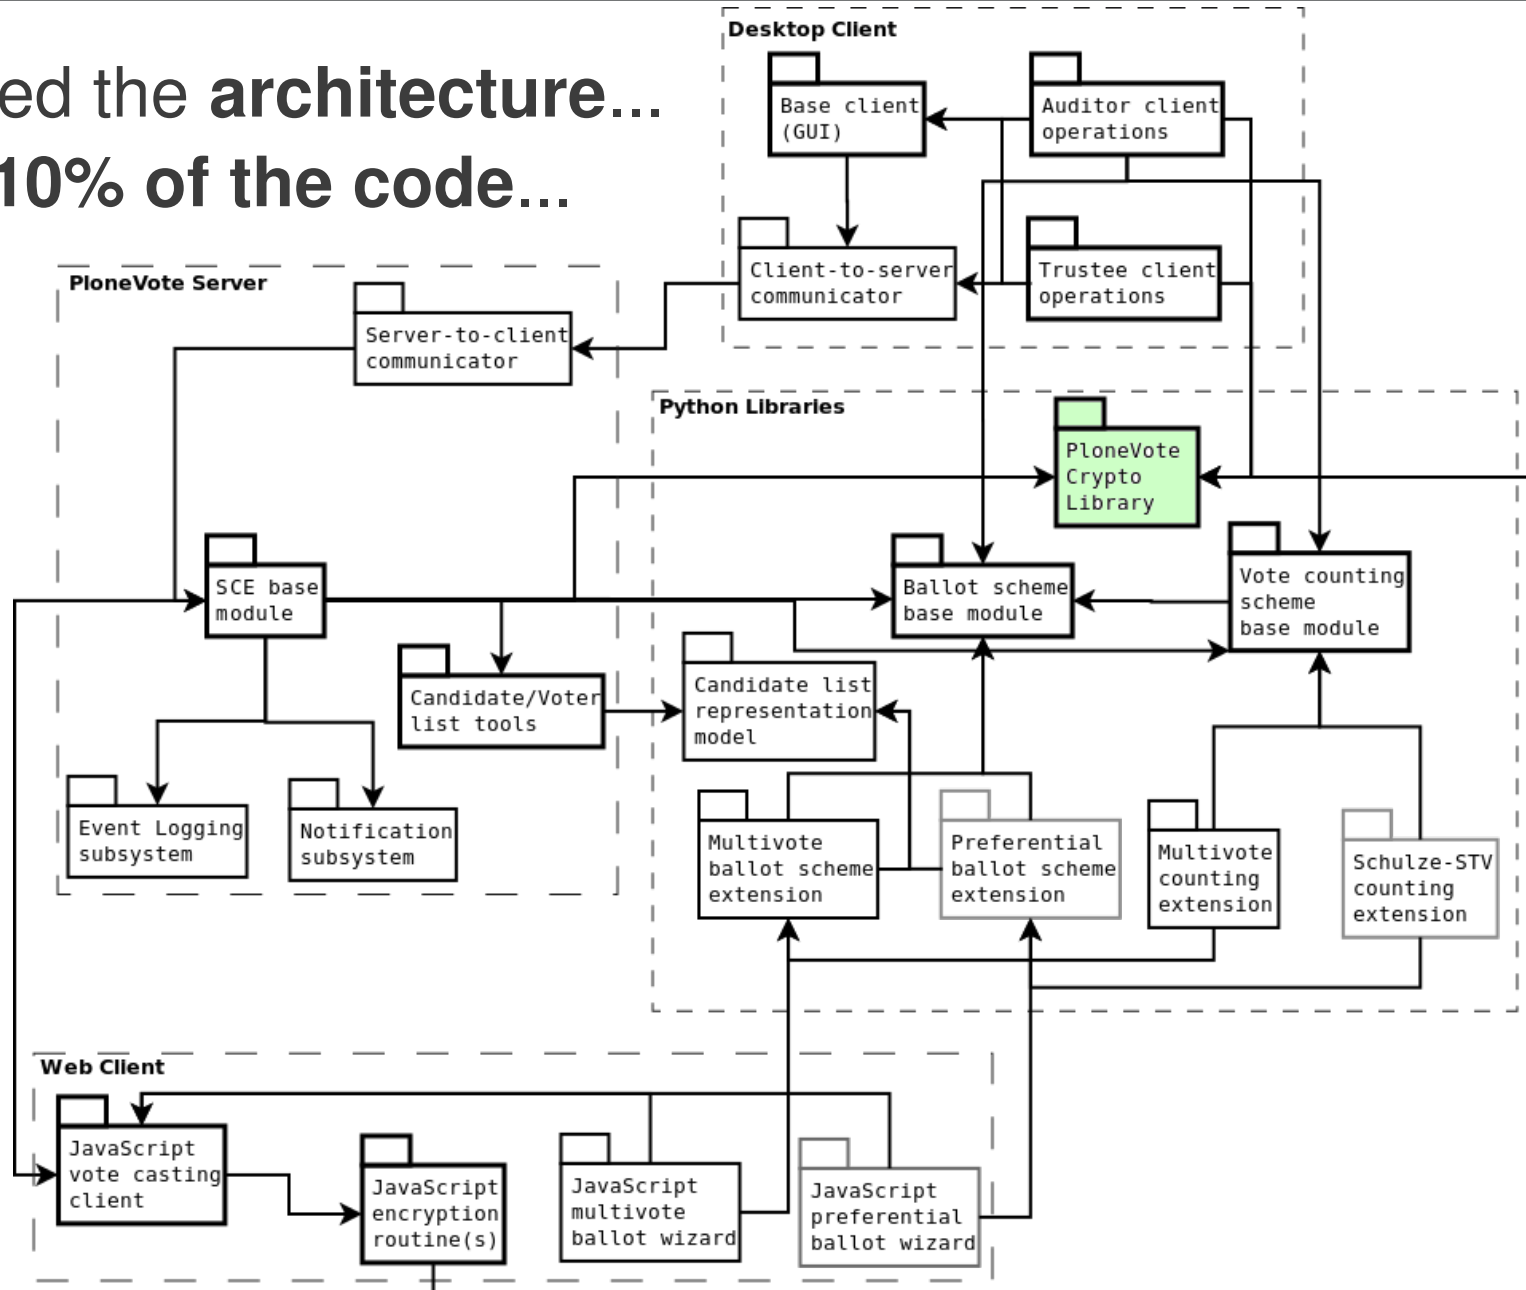 ed the architecture...
10% of the code...
Desktop Client
Base client
(GUI)
Auditor client
operations
Client-to-server
communicator
Trustee client
operations
PloneVote Server
Server-to-client
communicator
SCE base
module
Candidate/Voter
list tools
Event Logging
subsystem
Notification
subsystem
Python Libraries
PloneVote
Crypto
Library
Ballot scheme
base module
Vote counting
scheme
base module
Candidate list
representation
model
Multivote
ballot scheme
extension
Preferential
ballot scheme
extension
Multivote
counting
extension
Schulze-STV
counting
extension
Web Client
JavaScript
vote casting
client
JavaScript
encryption
routine(s)
JavaScript
multivote
ballot wizard
JavaScript
preferential
ballot wizard